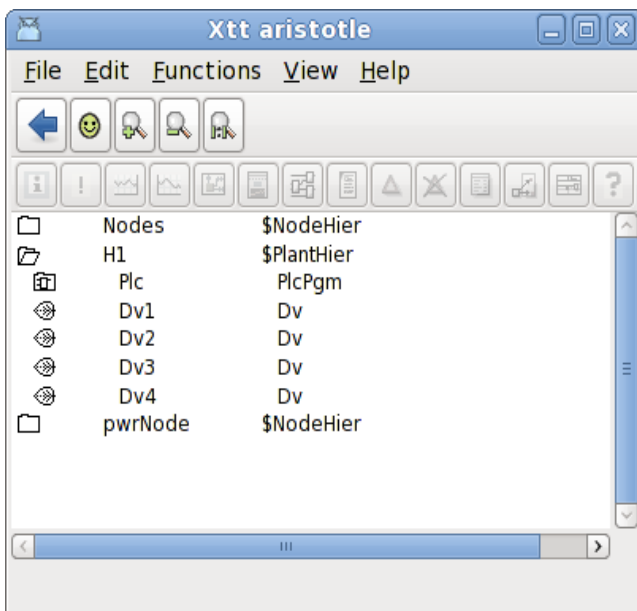 Xtt aristotle
File Edit Functions View Help
Nodes $NodeHier
H1 $PlantHier
Plc PlcPgm
Dv1 Dv
Dv2 Dv
Dv3 Dv
Dv4 Dv
pwrNode $NodeHier